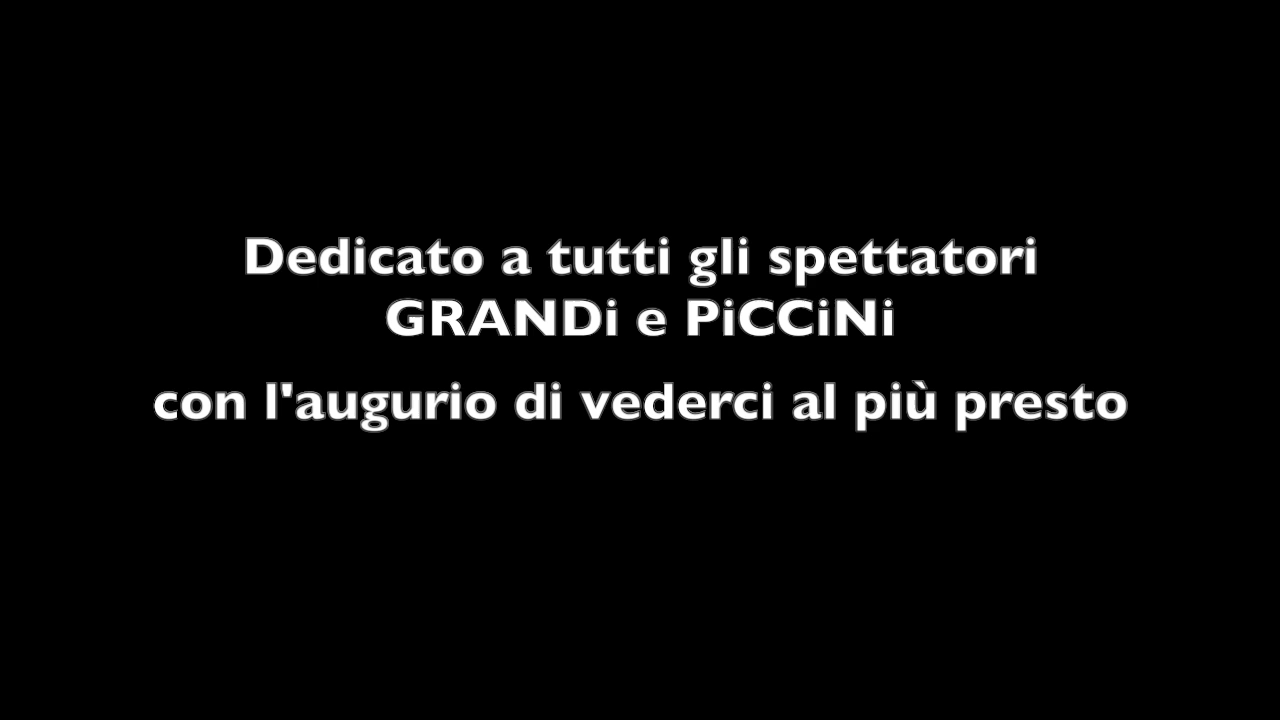 Dedicato a tutti gli spettatori
GRANDi e PiCCiNi
con l'augurio di vederci al più presto